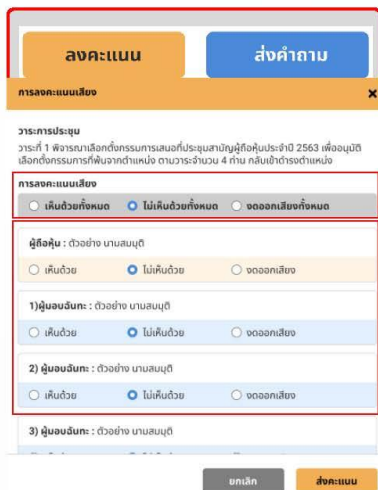 ลงคะแนน
ส่งคำถาม
การลงคะแนนเสียง
×
วาระการประชุม
วาระที่ 1 พิจารณาเลือกตั้งกรรมการเสนอที่ประชุมสามัญผู้ถือหุ้นประจำปี 2563 เพื่ออนุมัติ
เลือกตั้งกรรมการที่พ้นจากตำแหน่ง ตามวาระจำนวน 4 ท่าน กลับเข้าดำรงตำแหน่ง
การลงคะแนนเสียง
เห็นด้วยทั้งหมด ไม่เห็นด้วยทั้งหมด งดออกเสียงทั้งหมด
ผู้ถือหุ้น : ตัวอย่าง นามสมมุติ
เห็นด้วย ไม่เห็นด้วย งดออกเสียง
1)ผู้มอบฉันทะ : ตัวอย่าง นามสมมุติ
เห็นด้วย ไม่เห็นด้วย งดออกเสียง
2) ผู้มอบฉันทะ : ตัวอย่าง นามสมมุติ
เห็นด้วย ไม่เห็นด้วย งดออกเสียง
3) ผู้มอบฉันทะ : ตัวอย่าง นามสมมุติ
ยกเลิก
ส่งคะแนน